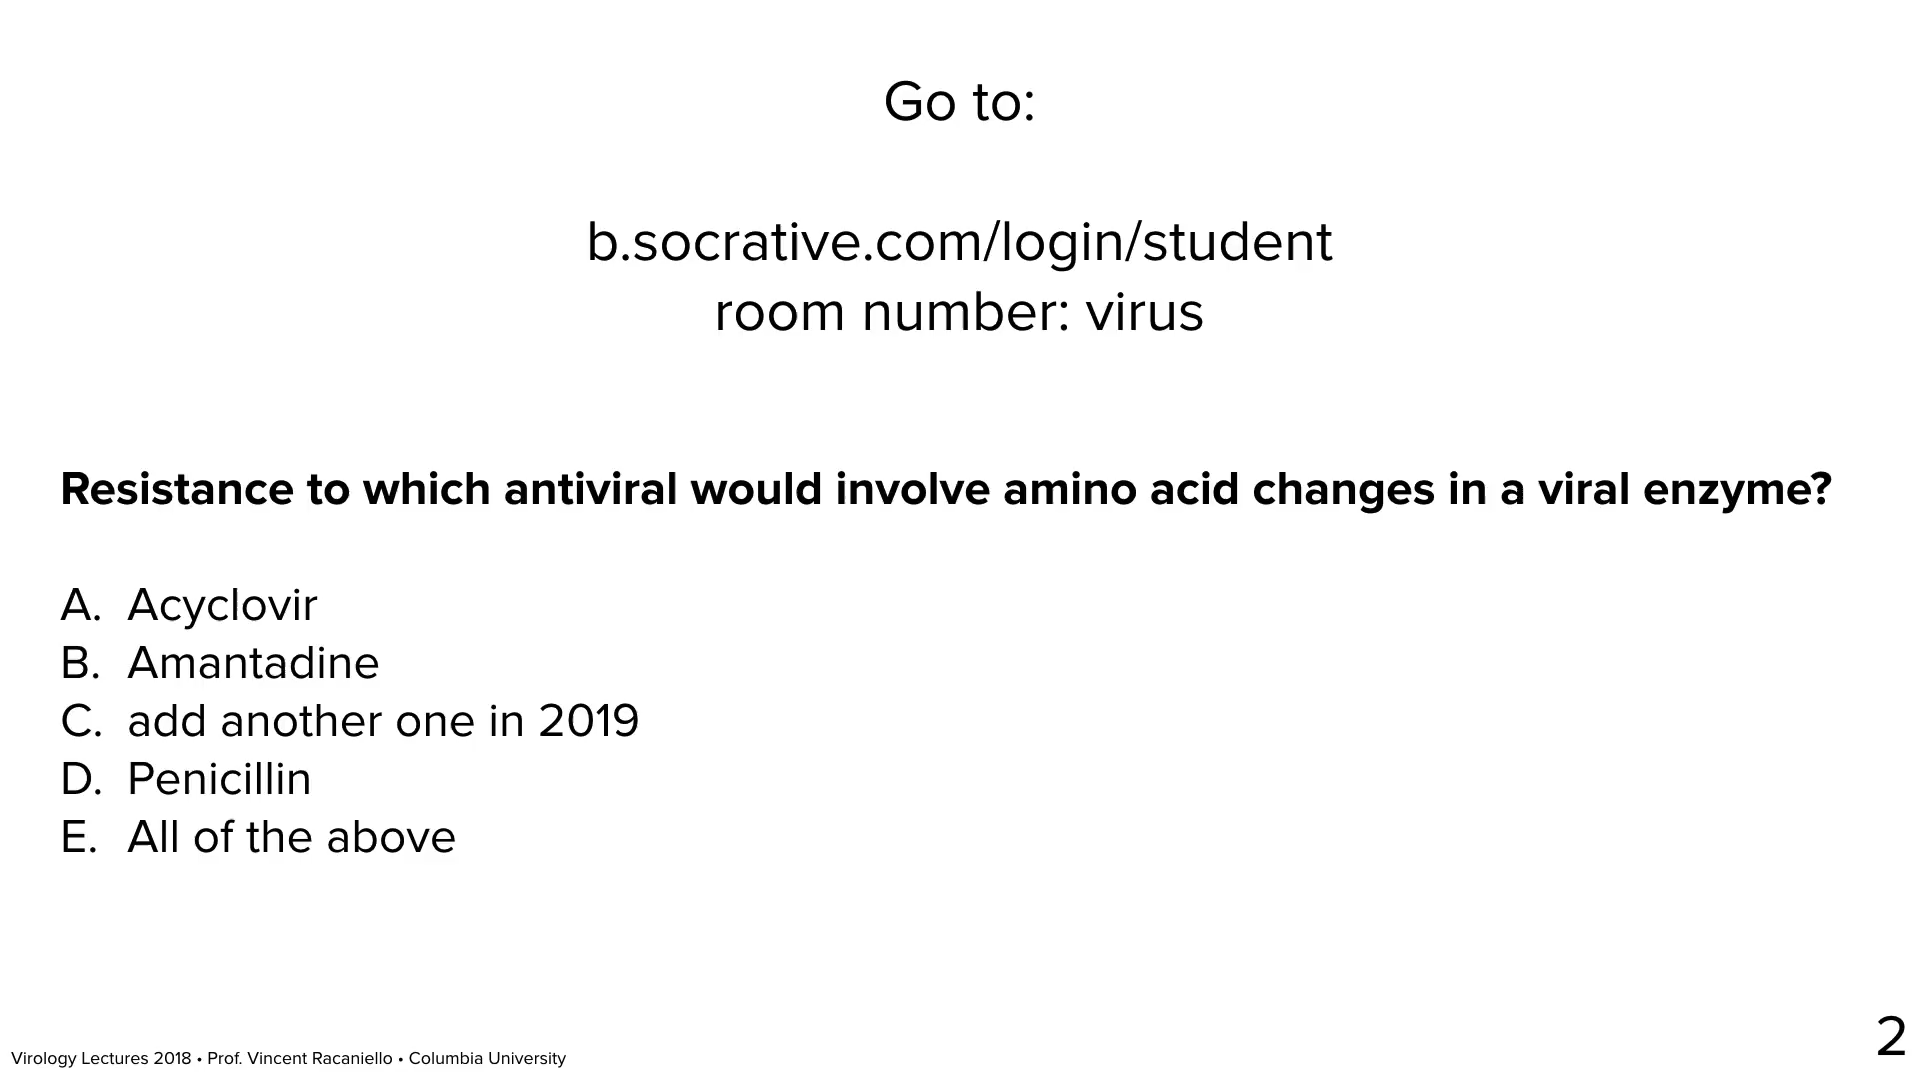 Go to:
b.socrative.com/login/student
room number: virus
Resistance to which antiviral would involve amino acid changes in a viral enzyme?
A. Acyclovir
B. Amantadine
C. add another one in 2019
D. Penicillin
E. All of the above
Virology Lectures 2018 • Prof. Vincent Racaniello • Columbia University
2